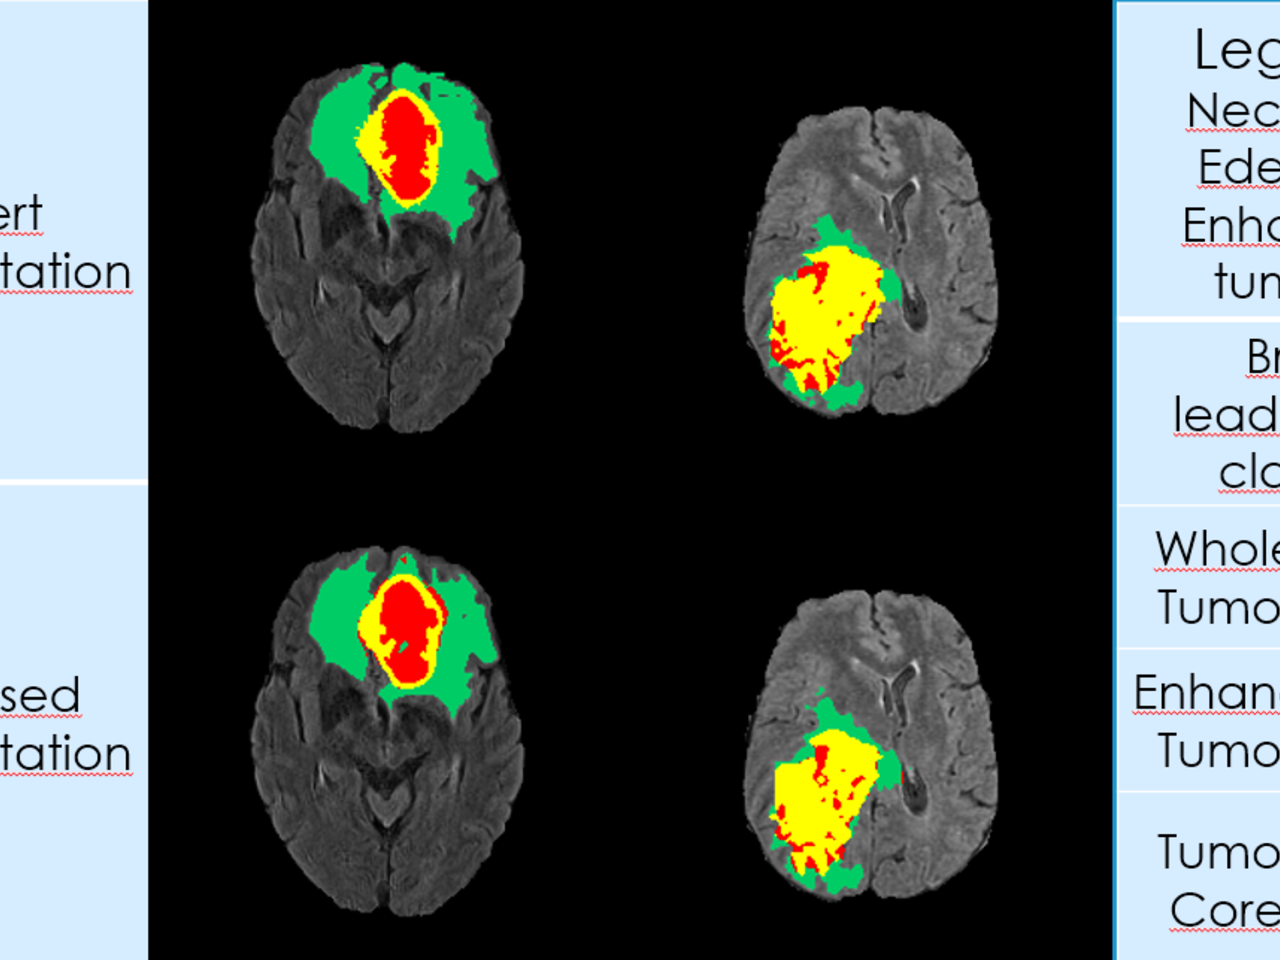 ert
tation
sed
tation
Leg
Nec
Ede
Enha
tun
Br
lead
cla
Whole
Tumo
Enhan
Tumo
Tumo
Core